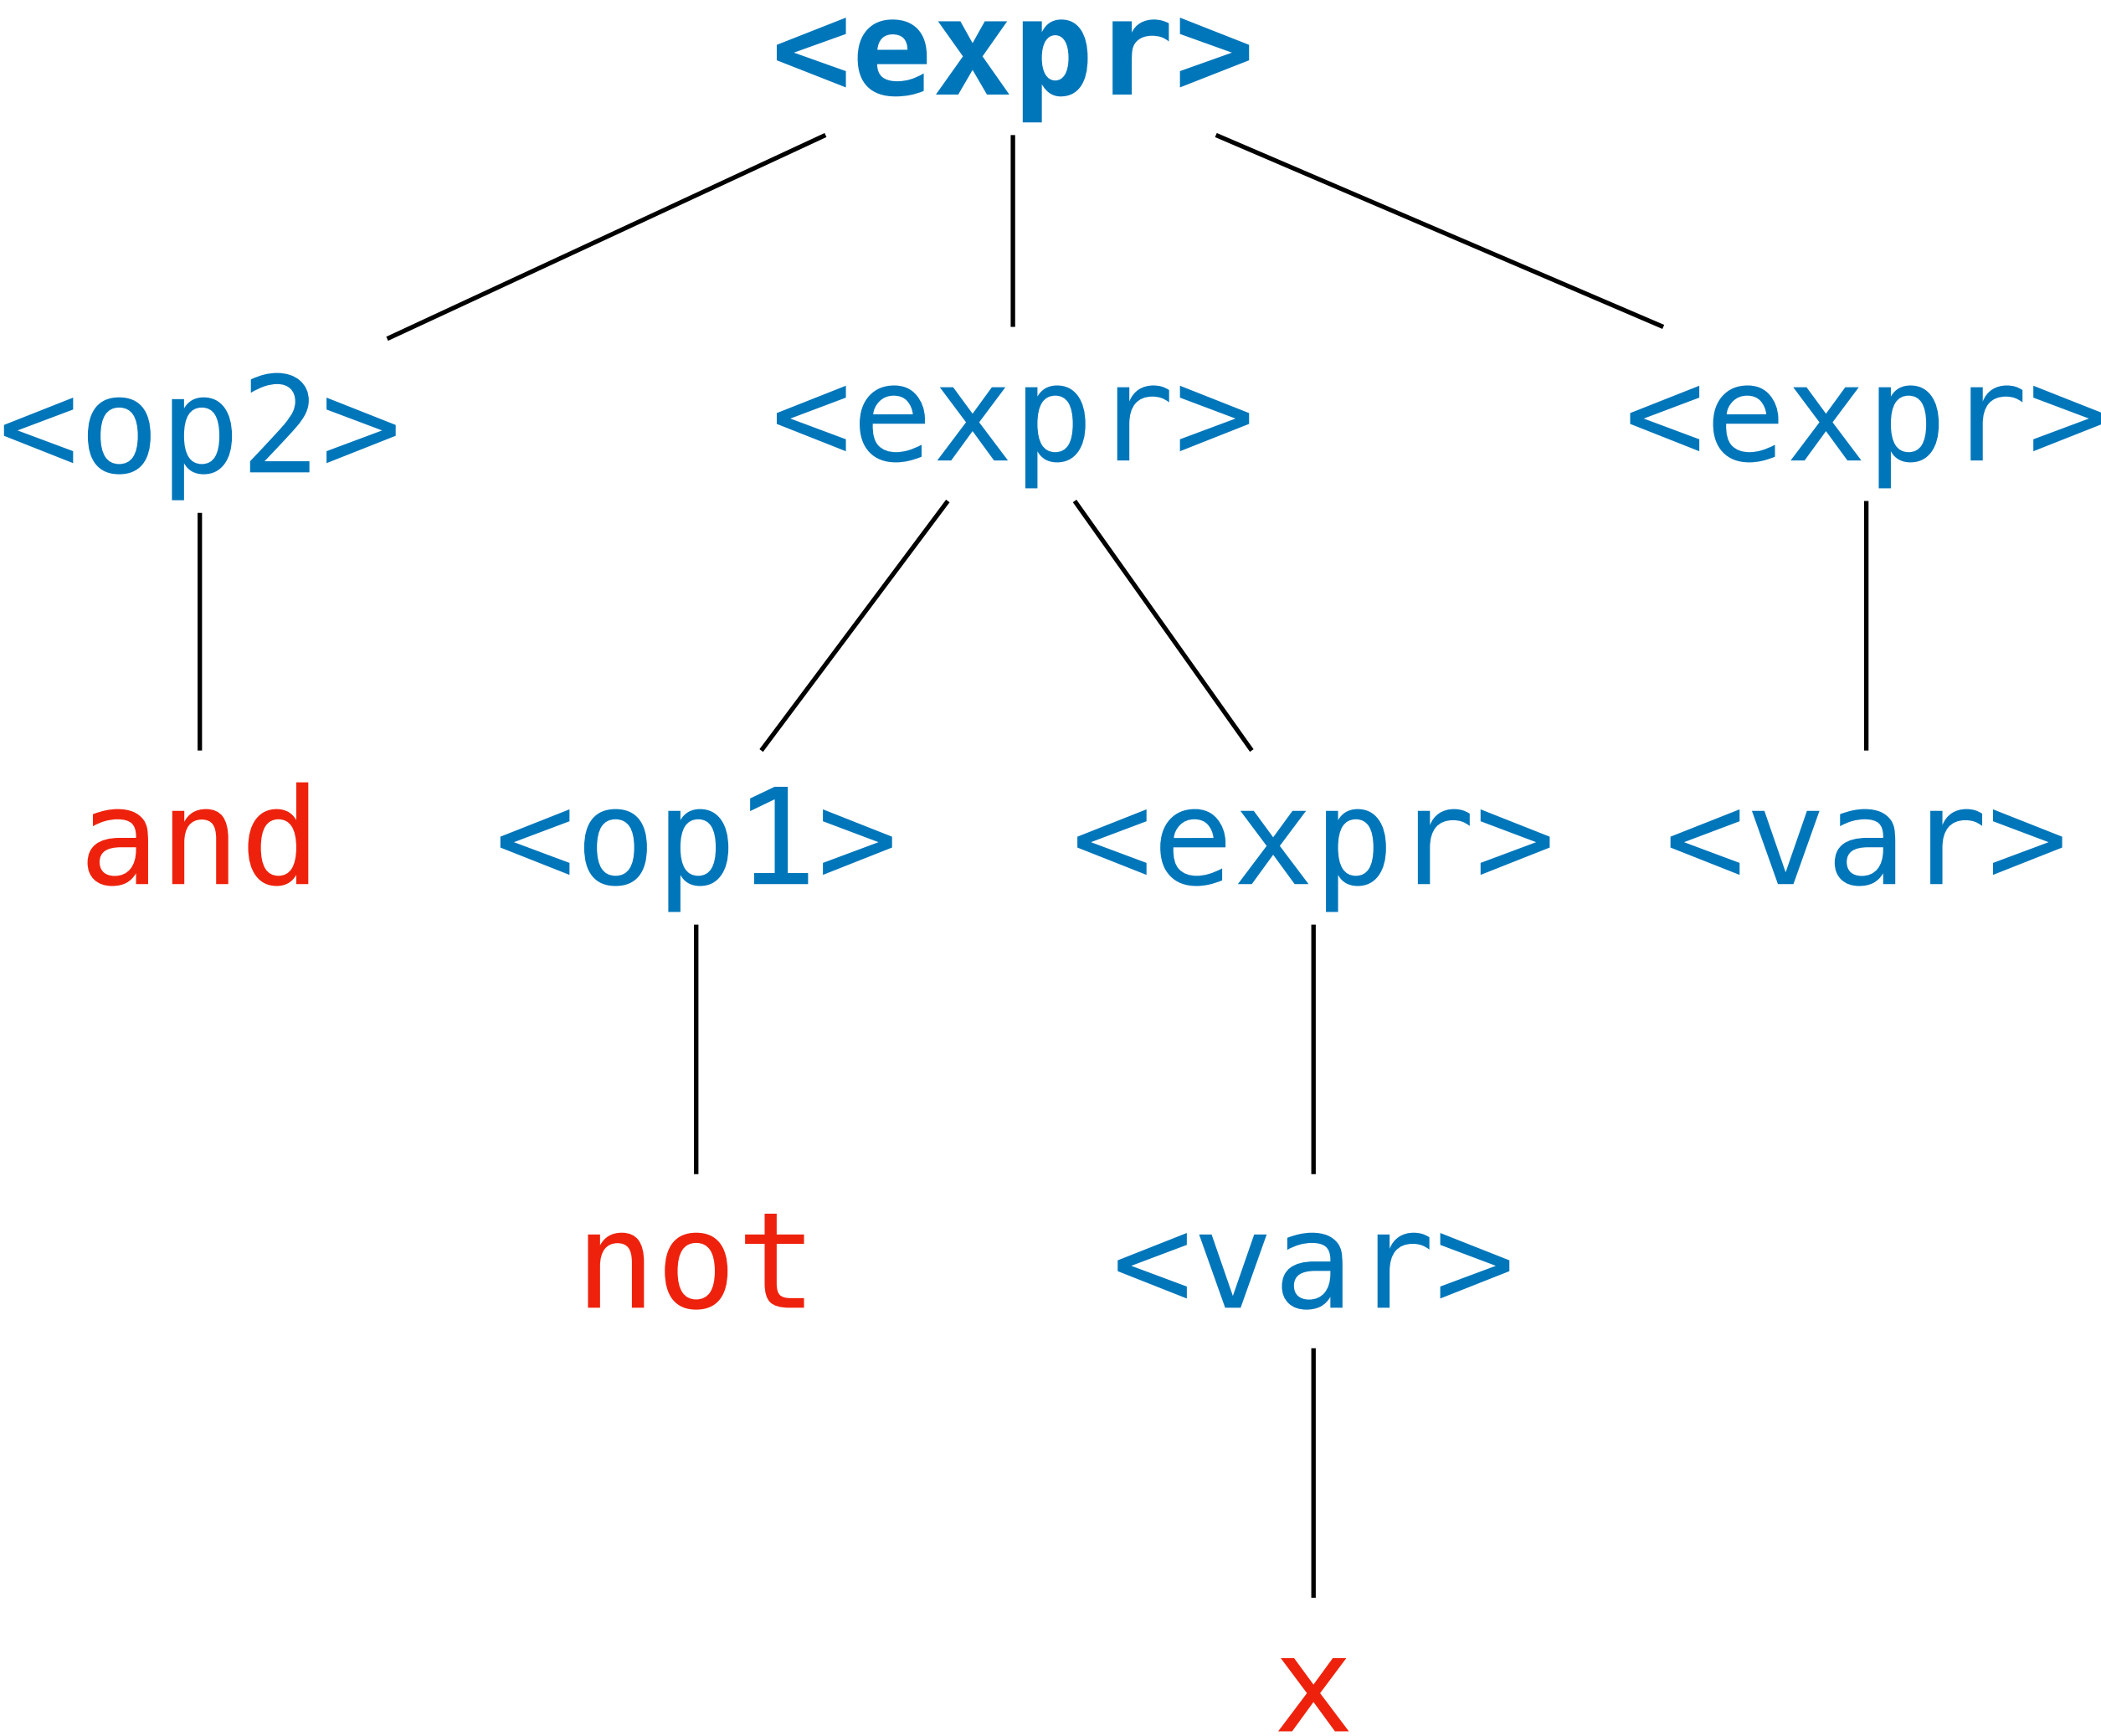 <expr>
<op2> <expr> <expr>
and <op1> <expr> <var>
not <var>
x